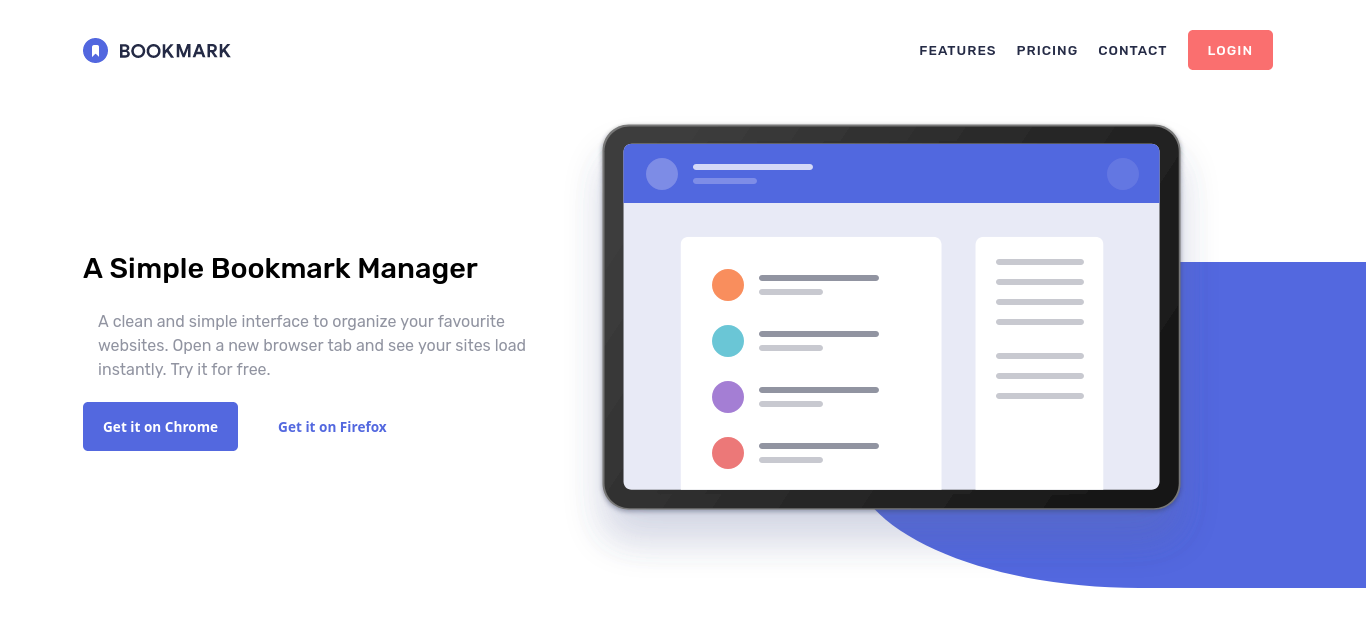 BOOKMARK
FEATURES PRICING CONTACT LOGIN
A Simple Bookmark Manager
A clean and simple interface to organize your favourite
websites. Open a new browser tab and see your sites load
instantly. Try it for free.
Get it on Chrome Get it on Firefox